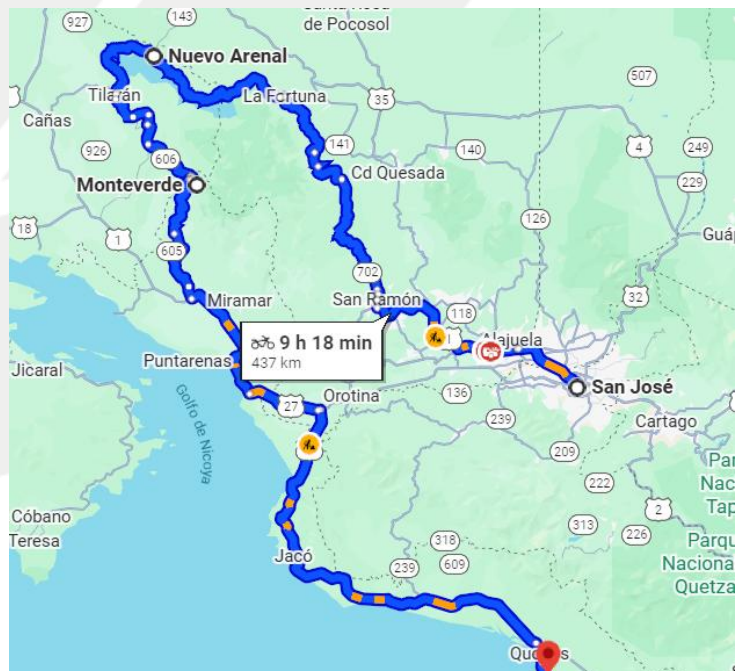 927
143
de Pocosol
Nuevo Arenal
507
Tilarán
La Fortuna
35
Cañas
141
140
4
249
926
606
Cd Quesada
229
Monteverde
126
18
1
605
702
32
Miramar
San Ramón
118
9 h 18 min
437 km
Alajuela
Puntarenas
Jicaral
San José
27
Orotina
136
Golfo de Nicoya
239
Cartago
209
222
2
Cóbano
313
226
Teresa
318
Jacó
239
609
Parqu
Naciona
Quetza